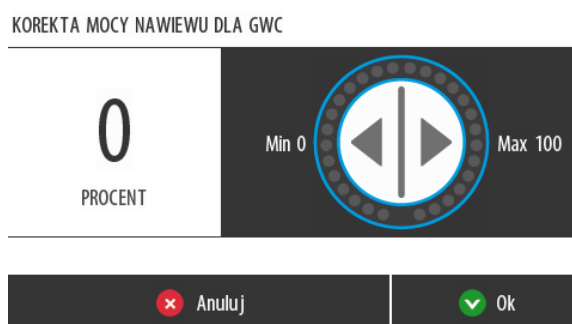 KOREKTA MOCY NAWIEWU DLA GWC
0
PROCENT
Min 0
Max 100
Anuluj
Ok